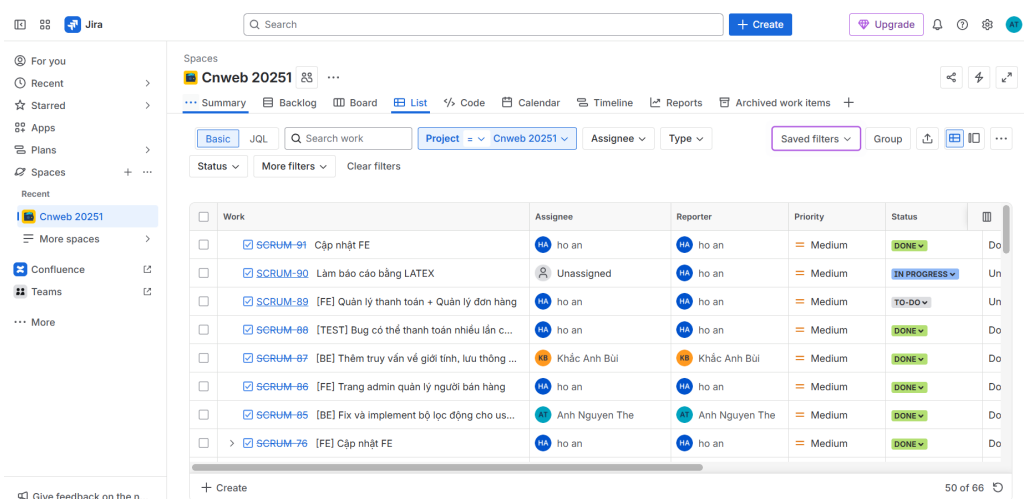 Jira
Search
Create
Upgrade
AT
For you
Recent
Starred
Apps
Plans
Spaces
Recent
Cnweb 20251
More spaces
Confluence
Teams
More
Give feedback on the n
Spaces
Cnweb 20251
Summary Backlog Board List Code Calendar Timeline Reports Archived work items
Basic JQL Search work Project = Cnweb 20251 Assignee Type Saved filters Group
Status More filters Clear filters
Work Assignee Reporter Priority Status
SCRUM-91 Cập nhật FE HA ho an HA ho an Medium DONE Do
SCRUM-90 Làm báo cáo bằng LATEX Unassigned HA ho an Medium IN PROGRESS Un
SCRUM-89 [FE] Quản lý thanh toán + Quản lý đơn hàng HA ho an HA ho an Medium TO-DO Un
SCRUM-88 [TEST] Bug có thể thanh toán nhiều lần c... HA ho an HA ho an Medium DONE Do
SCRUM-87 [BE] Thêm truy vấn về giới tính, lưu thông ... KB Khắc Anh Bùi KB Khắc Anh Bùi Medium DONE Do
SCRUM-86 [FE] Trang admin quản lý người bán hàng HA ho an HA ho an Medium DONE Do
SCRUM-85 [BE] Fix và implement bộ lọc động cho us... AT Anh Nguyen The AT Anh Nguyen The Medium DONE Do
SCRUM-76 [FE] Cập nhật FE HA ho an HA ho an Medium DONE Do
Create 50 of 66